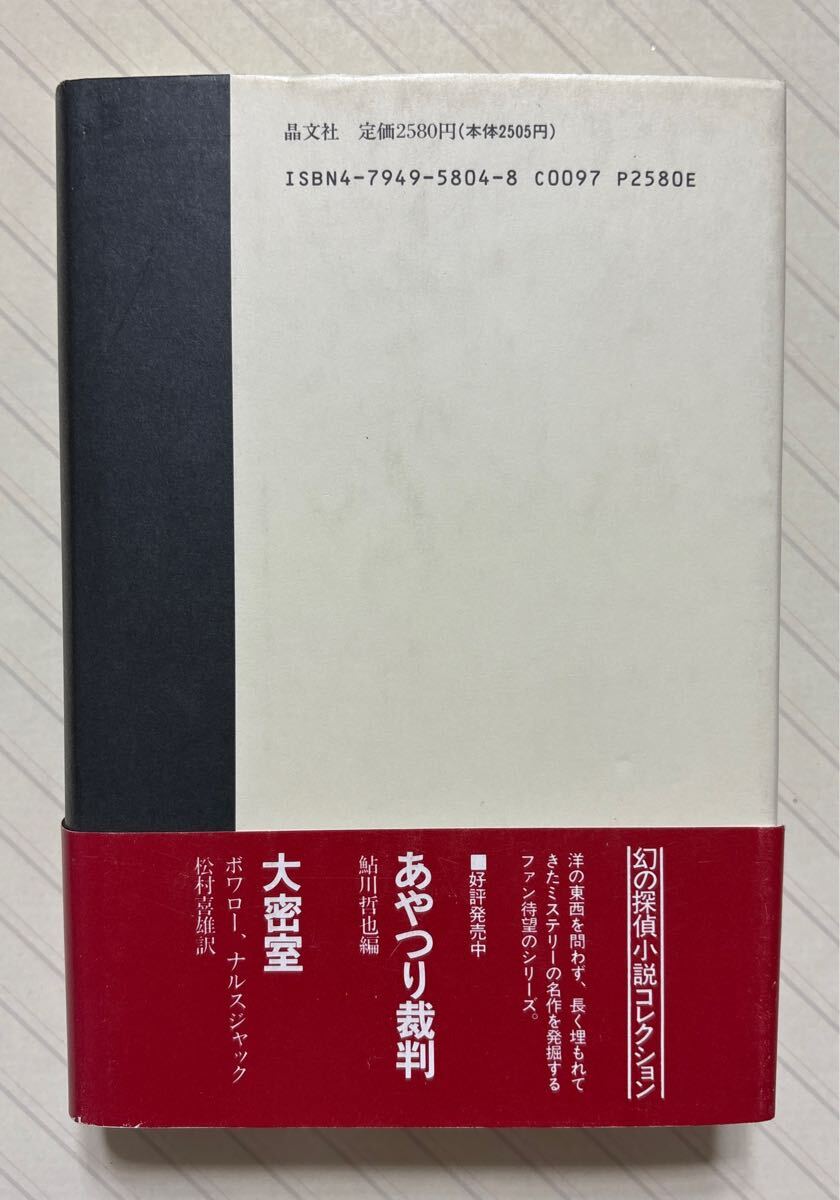 晶文社 定価2580円(本体2505円)
ISBN4-7949-5804-8 C0097 P2580E
幻の探偵小説コレクション
洋の東西を問わず、長く埋もれて
きたミステリーの名作を発掘する
ファン待望のシリーズ。
■好評発売中
あやつり裁判
鮎川哲也編
大密室
ボワロー、ナルスジャック
松村喜雄訳